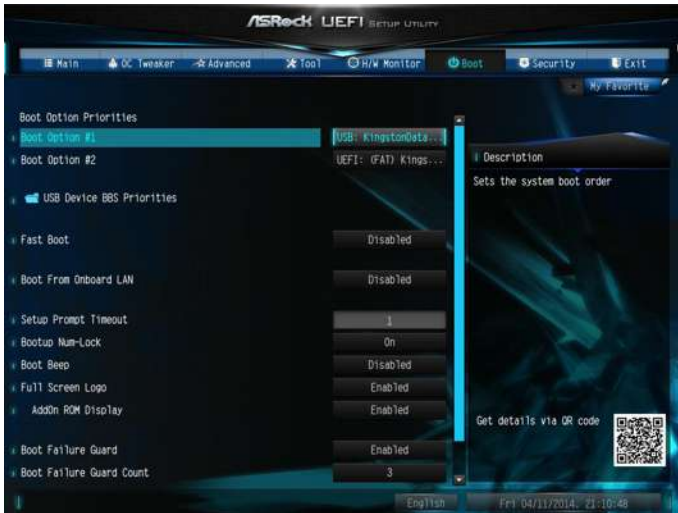 ASRock UEFI SETUP UTILITY
Main OC Tweaker Advanced Tool H/W Monitor Boot Security Exit
My Favorite
Boot Option Priorities
Boot Option #1 USB: KingstonData...
Boot Option #2 UEFI: (FAT) Kings...
USB Device BBS Priorities
Fast Boot Disabled
Boot From Onboard LAN Disabled
Setup Prompt Timeout 1
Bootup Num-Lock On
Boot Beep Disabled
Full Screen Logo Enabled
AddOn ROM Display Enabled
Boot Failure Guard Enabled
Boot Failure Guard Count 3
Description
Sets the system boot order
Get details via QR code
English
Fri 04/11/2014, 21:10:48